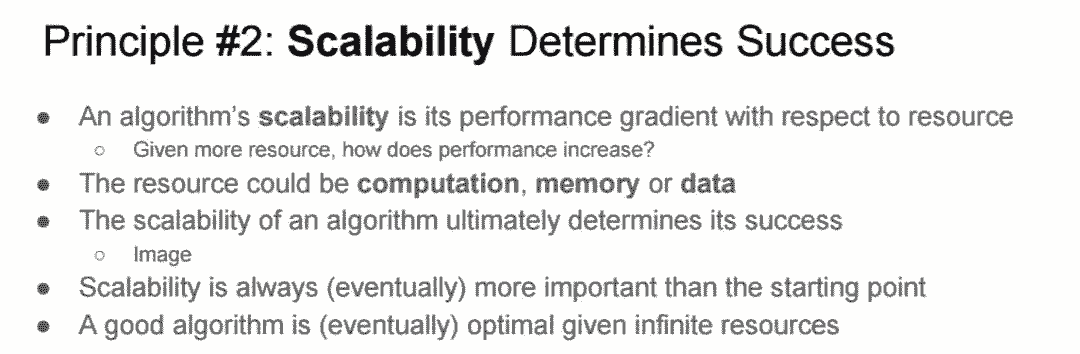 Principle #2: Scalability Determines Success
● An algorithm's scalability is its performance gradient with respect to resource
○ Given more resource, how does performance increase?
● The resource could be computation, memory or data
● The scalability of an algorithm ultimately determines its success
○ Image
● Scalability is always (eventually) more important than the starting point
● A good algorithm is (eventually) optimal given infinite resources